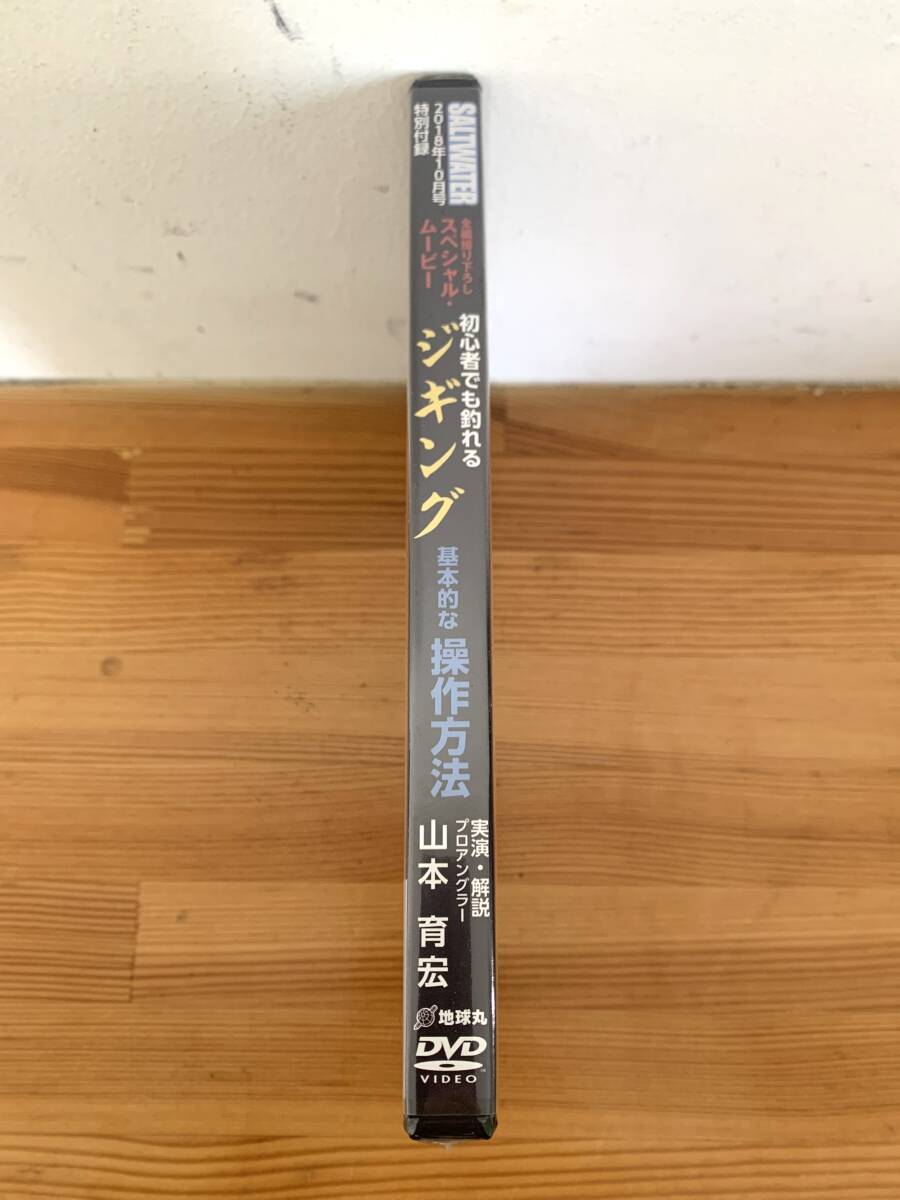 SALTWATER
2018年10月号
特別付録
全編撮り下ろし
スペシャル・
ムービー
初心者でも釣れる
ジギング
基本的な
操作方法
実演・解説
プロアングラー
山本 育宏
地球丸
DVD
VIDEO